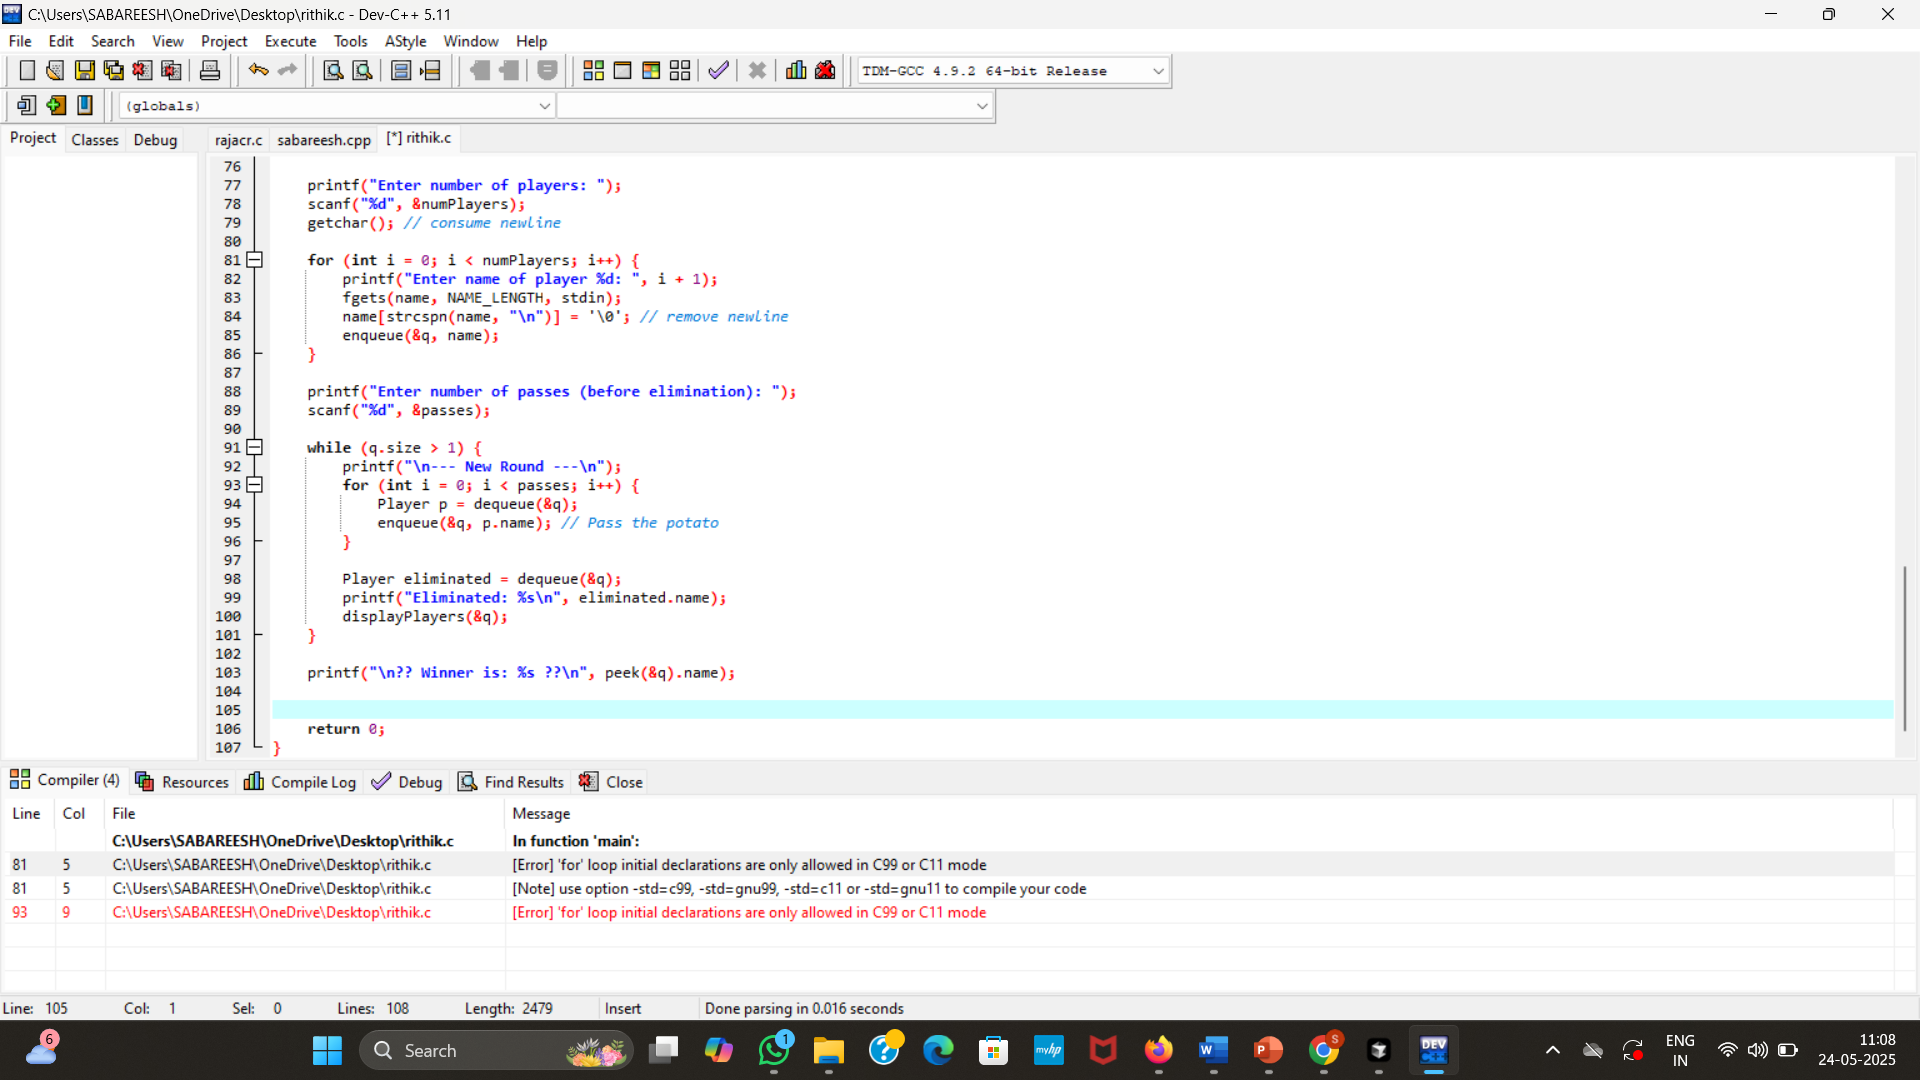 C:\Users\SABAREESH\OneDrive\Desktop\rithik.c - Dev-C++ 5.11
File Edit Search View Project Execute Tools AStyle Window Help
TDM-GCC 4.9.2 64-bit Release
(globals)
Project Classes Debug rajacr.c sabareesh.cpp [*] rithik.c
76
77 printf("Enter number of players: ");
78 scanf("%d", &numPlayers);
79 getchar(); // consume newline
80
81 for (int i = 0; i < numPlayers; i++) {
82 printf("Enter name of player %d: ", i + 1);
83 fgets(name, NAME_LENGTH, stdin);
84 name[strcspn(name, "\n")] = '\0'; // remove newline
85 enqueue(&q, name);
86 }
87
88 printf("Enter number of passes (before elimination): ");
89 scanf("%d", &passes);
90
91 while (q.size > 1) {
92 printf("\n--- New Round ---\n");
93 for (int i = 0; i < passes; i++) {
94 Player p = dequeue(&q);
95 enqueue(&q, p.name); // Pass the potato
96 }
97
98 Player eliminated = dequeue(&q);
99 printf("Eliminated: %s\n", eliminated.name);
100 displayPlayers(&q);
101 }
102
103 printf("\n?? Winner is: %s ??\n", peek(&q).name);
104
105
106 return 0;
107 }
Compiler (4) Resources Compile Log Debug Find Results Close
Line Col File Message
C:\Users\SABAREESH\OneDrive\Desktop\rithik.c In function 'main':
81 5 C:\Users\SABAREESH\OneDrive\Desktop\rithik.c [Error] 'for' loop initial declarations are only allowed in C99 or C11 mode
81 5 C:\Users\SABAREESH\OneDrive\Desktop\rithik.c [Note] use option -std=c99, -std=gnu99, -std=c11 or -std=gnu11 to compile your code
93 9 C:\Users\SABAREESH\OneDrive\Desktop\rithik.c [Error] 'for' loop initial declarations are only allowed in C99 or C11 mode
Line: 105 Col: 1 Sel: 0 Lines: 108 Length: 2479 Insert Done parsing in 0.016 seconds
6 Search 1 myhp W P S DEV C++ ENG IN 11:08
24-05-2025